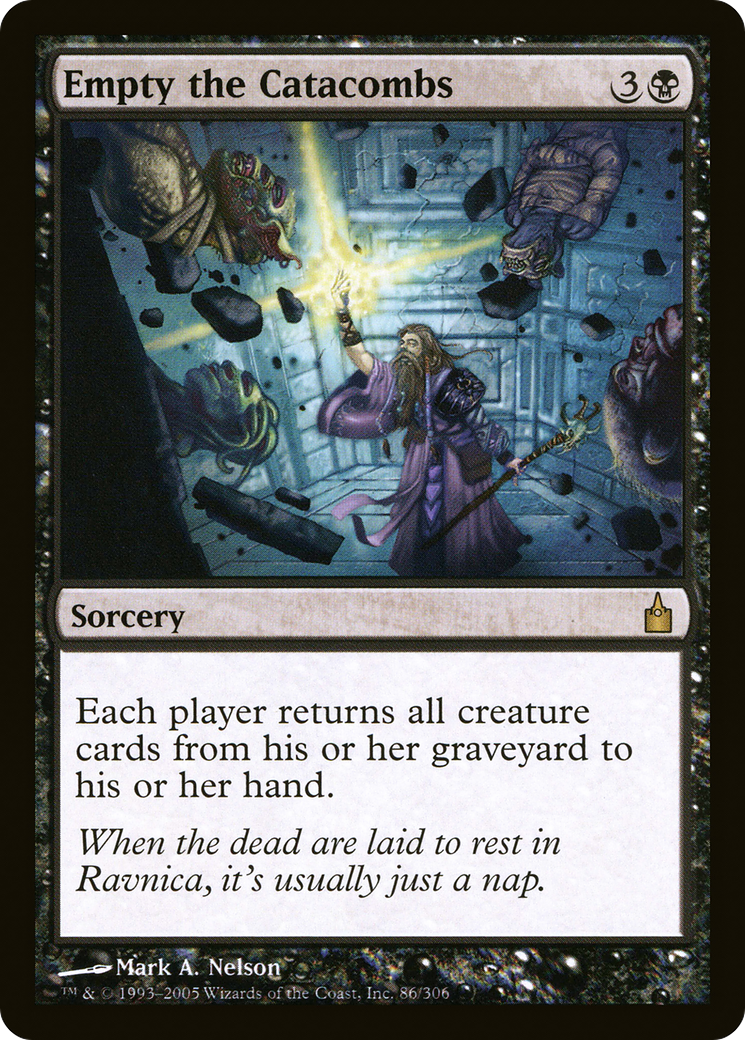 Empty the Catacombs 3
Sorcery
Each player returns all creature
cards from his or her graveyard to
his or her hand.
When the dead are laid to rest in
Ravnica, it's usually just a nap.
Mark A. Nelson
™ & © 1993–2005 Wizards of the Coast, Inc. 86/306